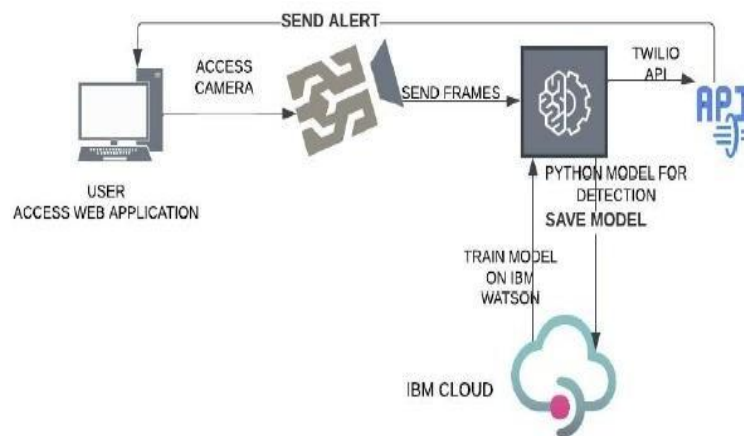 SEND ALERT
ACCESS
CAMERA
SEND FRAMES
TWILIO
API
API
USER
ACCESS WEB APPLICATION
PYTHON MODEL FOR
DETECTION
SAVE MODEL
TRAIN MODEL
ON IBM
WATSON
IBM CLOUD